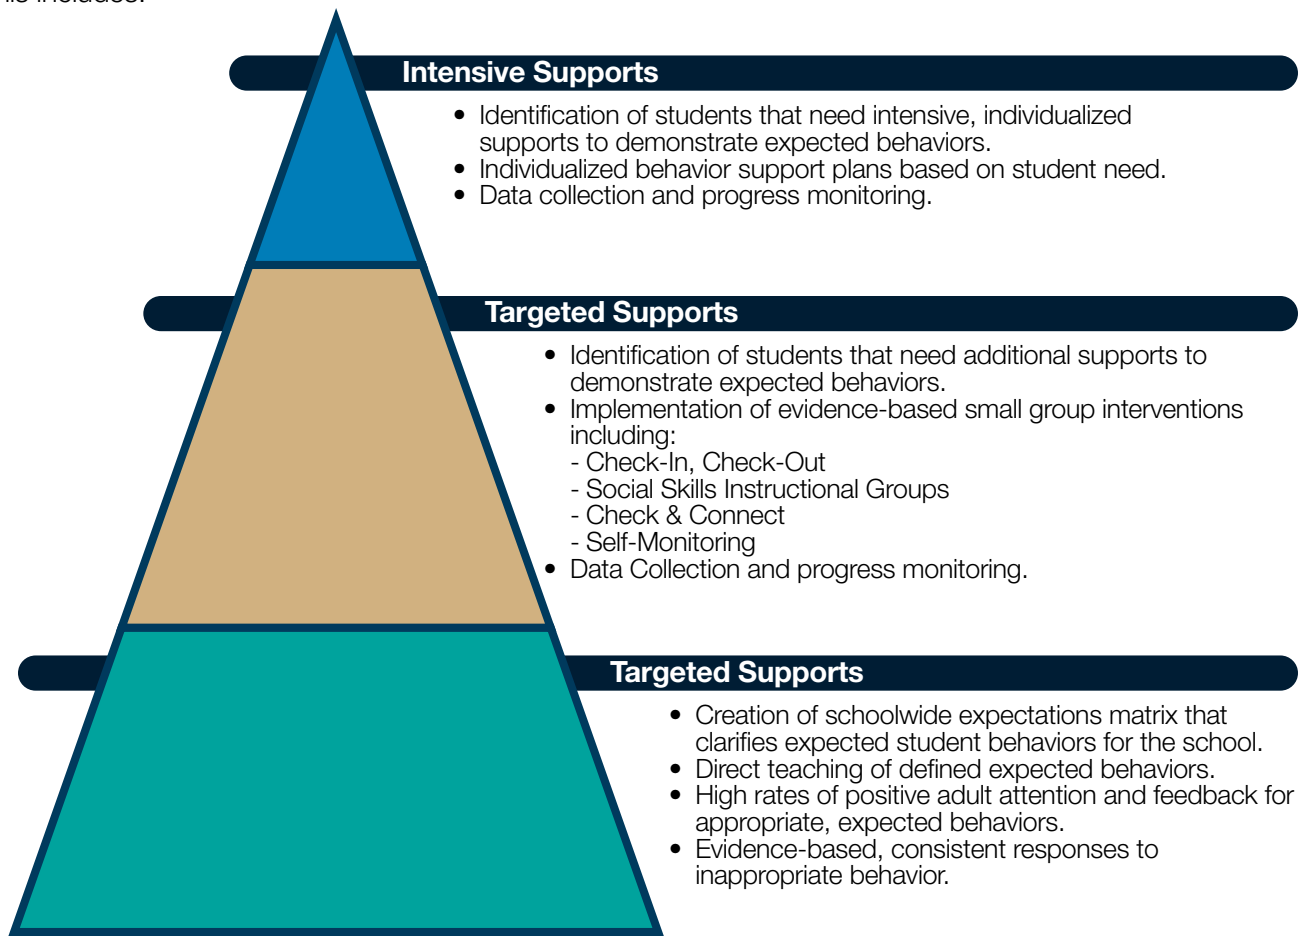 his includes:
Intensive Supports
• Identification of students that need intensive, individualized
supports to demonstrate expected behaviors.
• Individualized behavior support plans based on student need.
• Data collection and progress monitoring.
Targeted Supports
• Identification of students that need additional supports to
demonstrate expected behaviors.
• Implementation of evidence-based small group interventions
including:
- Check-In, Check-Out
- Social Skills Instructional Groups
- Check & Connect
- Self-Monitoring
• Data Collection and progress monitoring.
Targeted Supports
• Creation of schoolwide expectations matrix that
clarifies expected student behaviors for the school.
• Direct teaching of defined expected behaviors.
• High rates of positive adult attention and feedback for
appropriate, expected behaviors.
• Evidence-based, consistent responses to
inappropriate behavior.